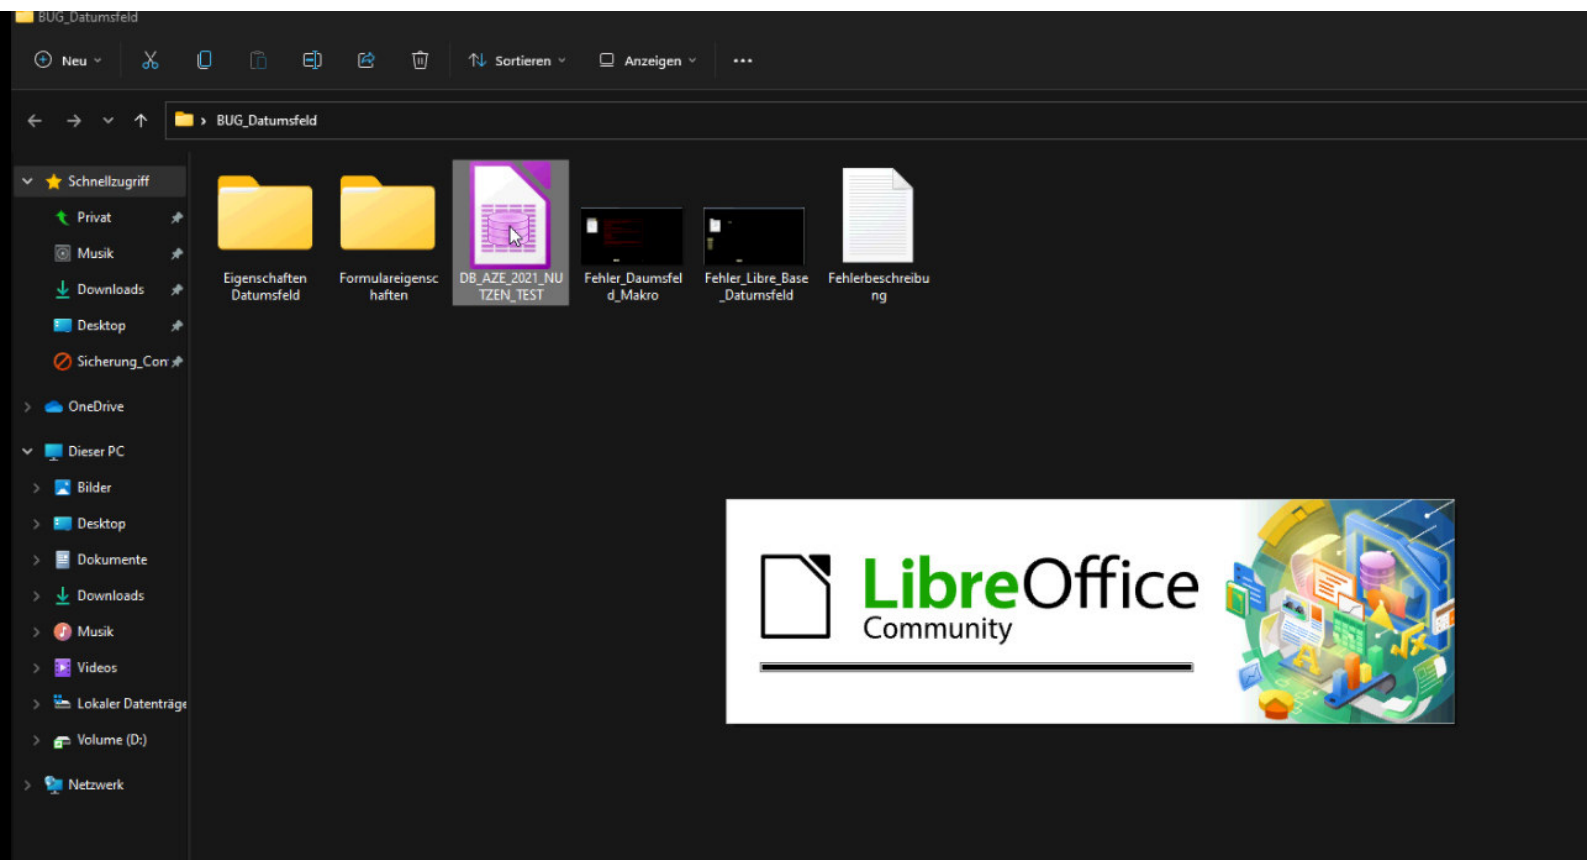 BUG_Datumsfeld
Neu
Sortieren
Anzeigen
BUG_Datumsfeld
Schnellzugriff
Privat
Musik
Downloads
Desktop
Sicherung_Con
OneDrive
Dieser PC
Bilder
Desktop
Dokumente
Downloads
Musik
Videos
Lokaler Datenträge
Volume (D:)
Netzwerk
Eigenschaften
Datumsfeld
Formulareigensc
haften
DB_AZE_2021_NU
TZEN_TEST
Fehler_Daumsfel
d_Makro
Fehler_Libre_Base
_Datumsfeld
Fehlerbeschreibu
ng
LibreOffice
Community